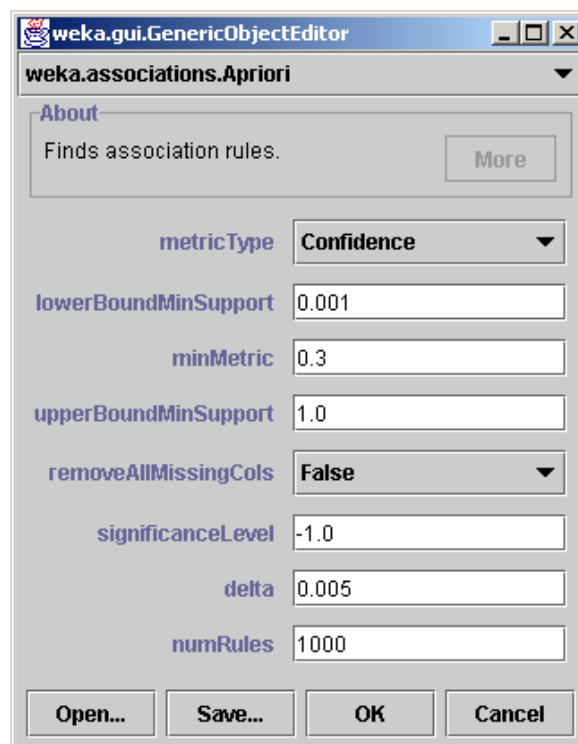 weka.gui.GenericObjectEditor
weka.associations.Apriori
About
Finds association rules.
More
metricType Confidence
lowerBoundMinSupport 0.001
minMetric 0.3
upperBoundMinSupport 1.0
removeAllMissingCols False
significanceLevel -1.0
delta 0.005
numRules 1000
Open... Save... OK Cancel